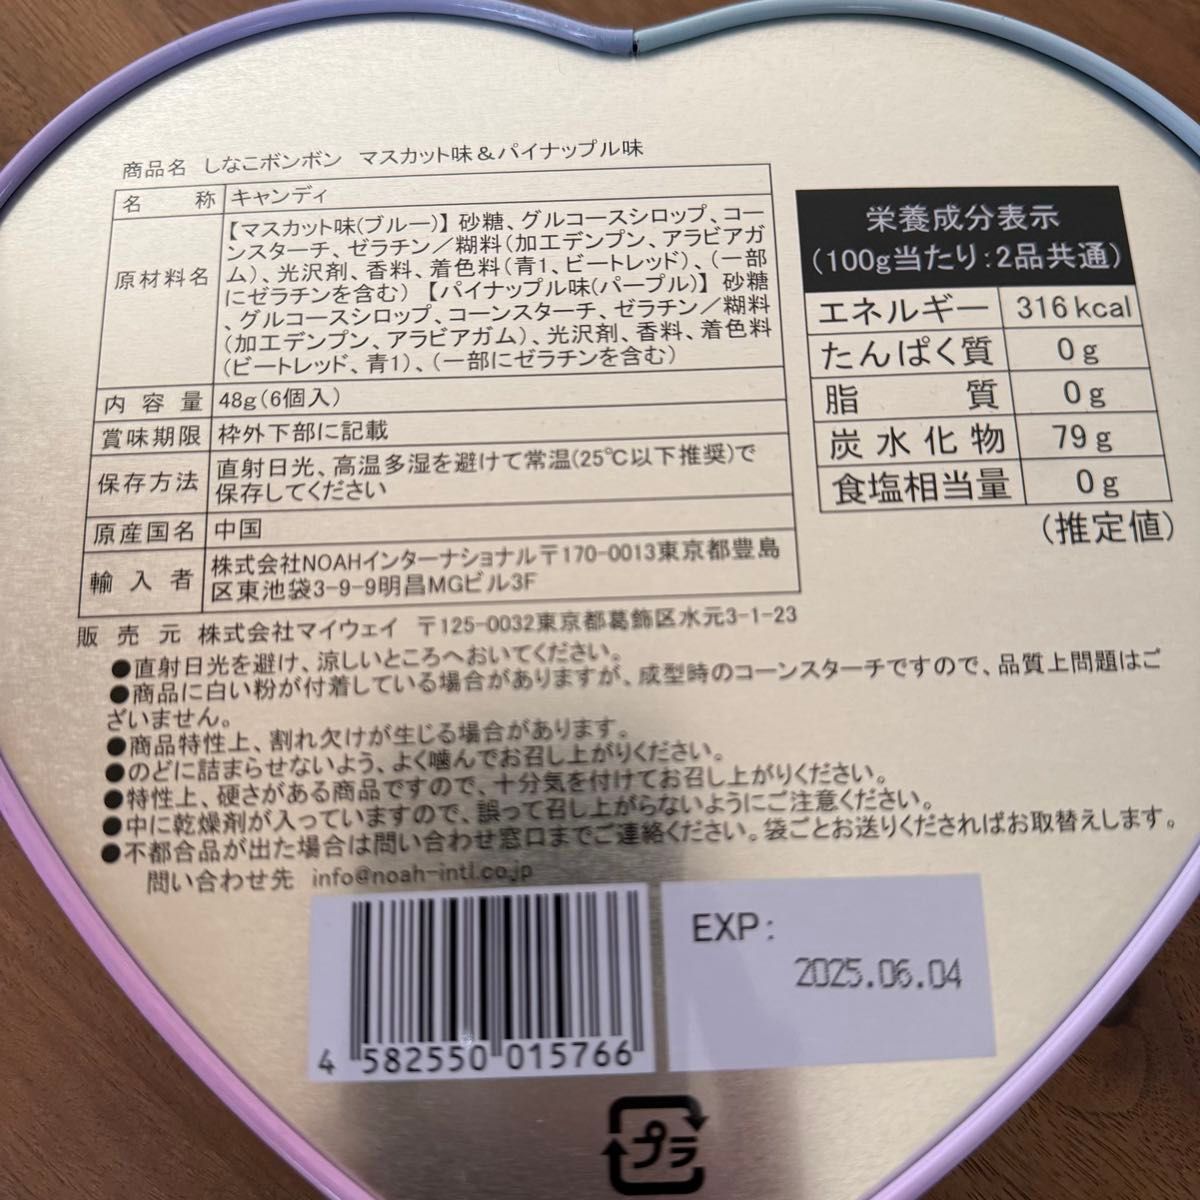 商品名 しなこボンボン マスカット味&パイナップル味
名称 キャンディ
原材料名
【マスカット味(ブルー)】砂糖、グルコースシロップ、コー
ンスターチ、ゼラチン/糊料(加工デンプン、アラビアガ
ム)、光沢剤、香料、着色料(青1、ビートレッド)、(一部
にゼラチンを含む)【パイナップル味(パープル)】砂糖
、グルコースシロップ、コーンスターチ、ゼラチン/糊料
(加工デンプン、アラビアガム)、光沢剤、香料、着色料
(ビートレッド、青1)、(一部にゼラチンを含む)
内容量 48g(6個入)
賞味期限 枠外下部に記載
保存方法
直射日光、高温多湿を避けて常温(25℃以下推奨)で
保存してください
原産国名 中国
輸入者
株式会社NOAHインターナショナル〒170-0013東京都豊島
区東池袋3-9-9明昌MGビル3F
販売元 株式会社マイウェイ 〒125-0032東京都葛飾区水元3-1-23
栄養成分表示
(100g当たり:2品共通)
エネルギー 316kcal
たんぱく質 0g
脂質 0g
炭水化物 79g
食塩相当量 0g
(推定値)
●直射日光を避け、涼しいところへおいてください。
●商品に白い粉が付着している場合がありますが、成型時のコーンスターチですので、品質上問題はご
ざいません。
●商品特性上、割れ欠けが生じる場合があります。
●のどに詰まらせないよう、よく噛んでお召し上がりください。
●特性上、硬さがある商品ですので、十分気を付けてお召し上がりください。
●中に乾燥剤が入っていますので、誤って召し上がらないようにご注意ください。
●不都合品が出た場合は問い合わせ窓口までご連絡ください。袋ごとお送りくださればお取替えします。
問い合わせ先 info@noah-intl.co.jp
EXP:
2025.06.04
4 582550 015766
プラ